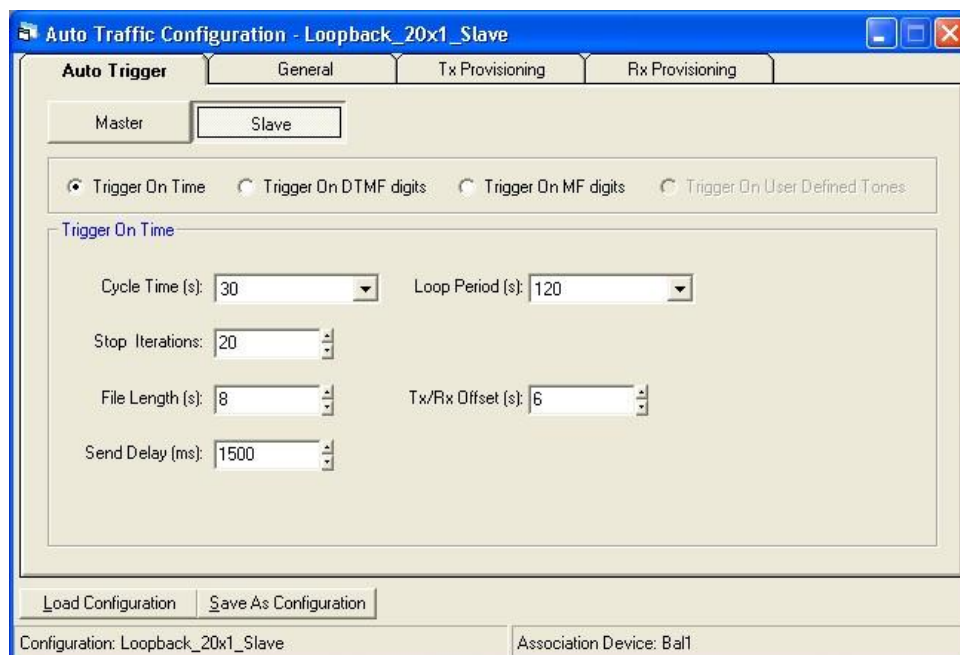 Auto Traffic Configuration - Loopback_20x1_Slave
Auto Trigger General Tx Provisioning Rx Provisioning
Master Slave
Trigger On Time Trigger On DTMF digits Trigger On MF digits Trigger On User Defined Tones
Trigger On Time
Cycle Time (s): 30 Loop Period (s): 120
Stop Iterations: 20
File Length (s): 8 Tx/Rx Offset (s): 6
Send Delay (ms): 1500
Load Configuration Save As Configuration
Configuration: Loopback_20x1_Slave Association Device: Bal1